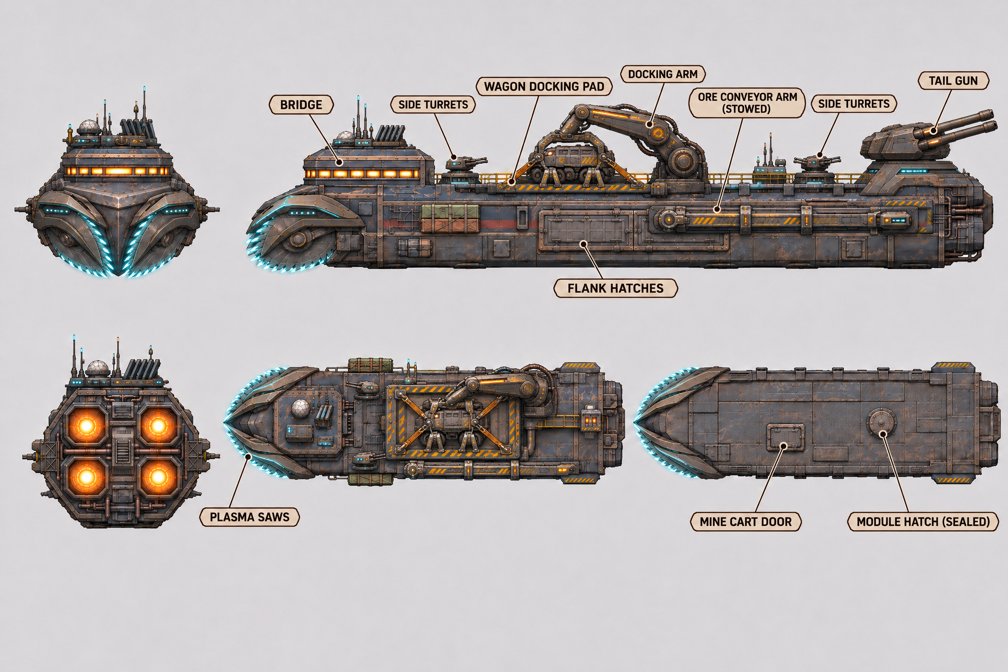 BRIDGE
SIDE TURRETS
WAGON DOCKING PAD
DOCKING ARM
ORE CONVEYOR ARM
(STOWED)
SIDE TURRETS
TAIL GUN
FLANK HATCHES
PLASMA SAWS
MINE CART DOOR
MODULE HATCH (SEALED)